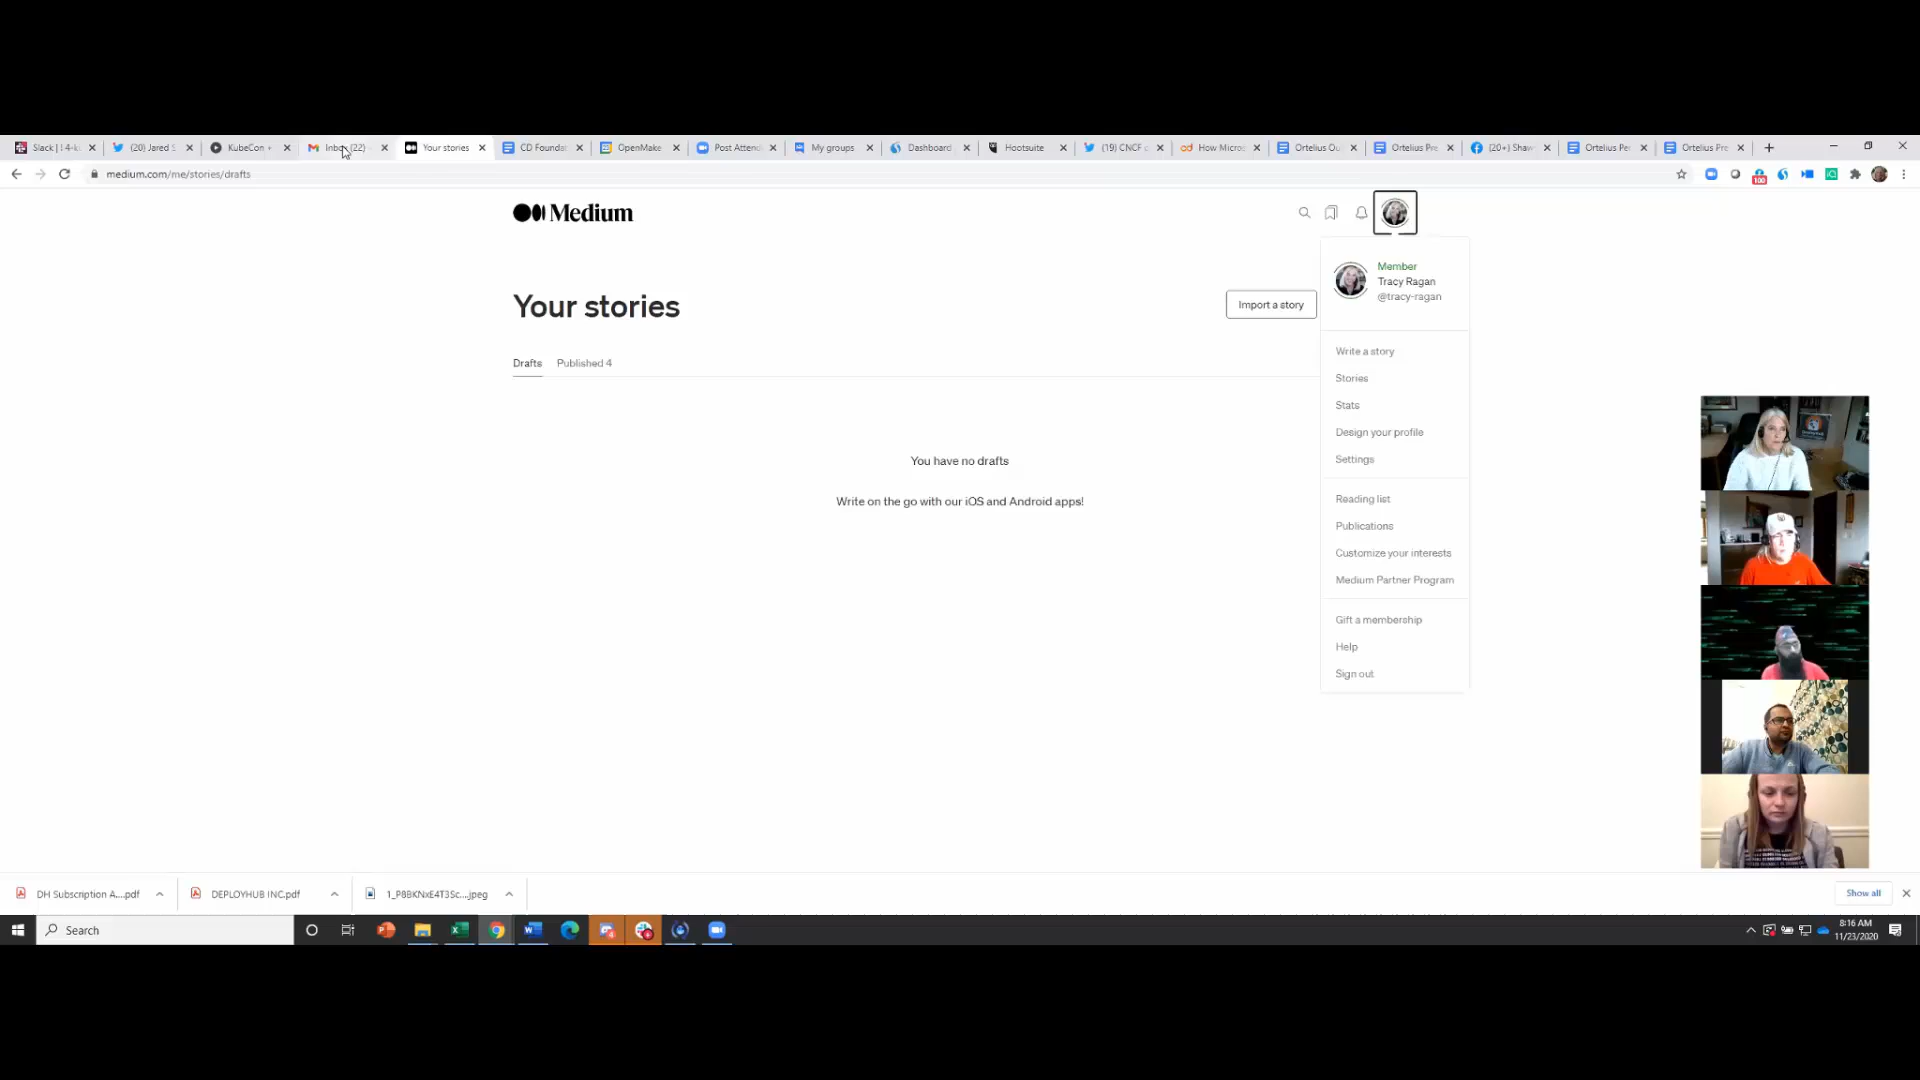 Slack | 4-k
(20) Jared S
KubeCon +
Inbox (22)
Your stories
CD Founda
OpenMake
Post Attend
My groups
Dashboard
Hootsuite
(19) CNCF
How Micros
Ortelius Ou
Ortelius Pre
(20+) Shaw
Ortelius Pe
Ortelius Pre
medium.com/me/stories/drafts
100
Medium
Member
Tracy Ragan
@tracy-ragan
Your stories
Import a story
Drafts
Published 4
Write a story
Stories
Stats
Design your profile
Settings
You have no drafts
Write on the go with our iOS and Android apps!
Reading list
Publications
Customize your interests
Medium Partner Program
Gift a membership
Help
Sign out
DH Subscription A....pdf
DEPLOYHUB INC.pdf
1_P8BKNxE4T3Sc...jpeg
Show all
Search
8:16 AM
11/23/2020